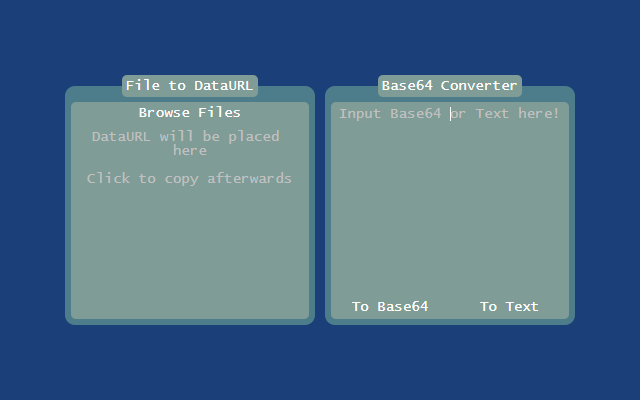 File to DataURL
Browse Files
DataURL will be placed
here
Click to copy afterwards
Base64 Converter
Input Base64 or Text here!
To Base64
To Text